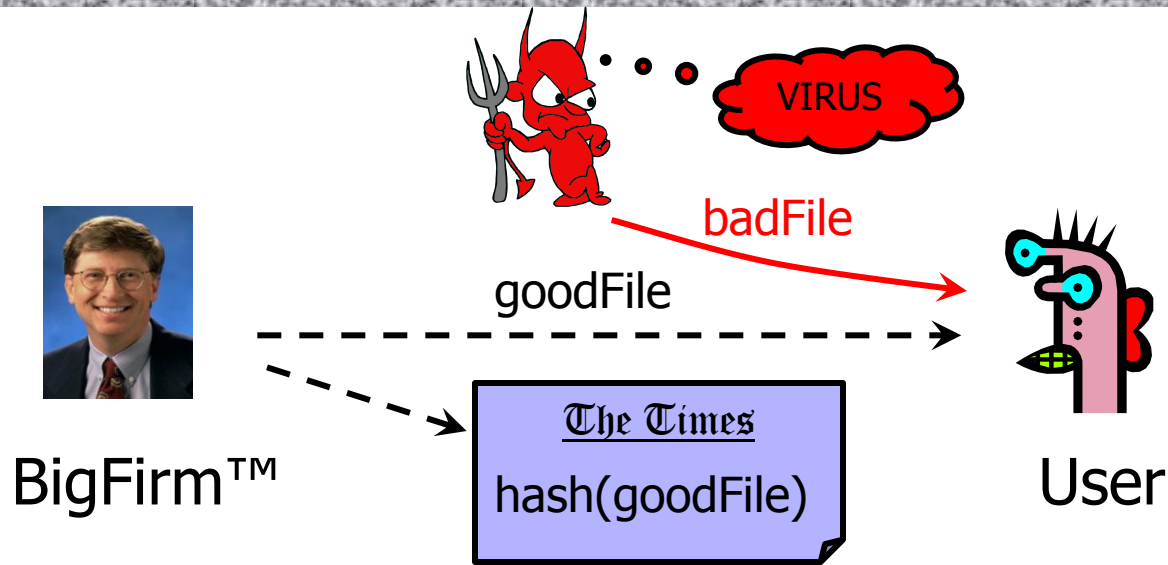 VIRUS
badFile
goodFile
The Times
hash(goodFile)
BigFirm™
User